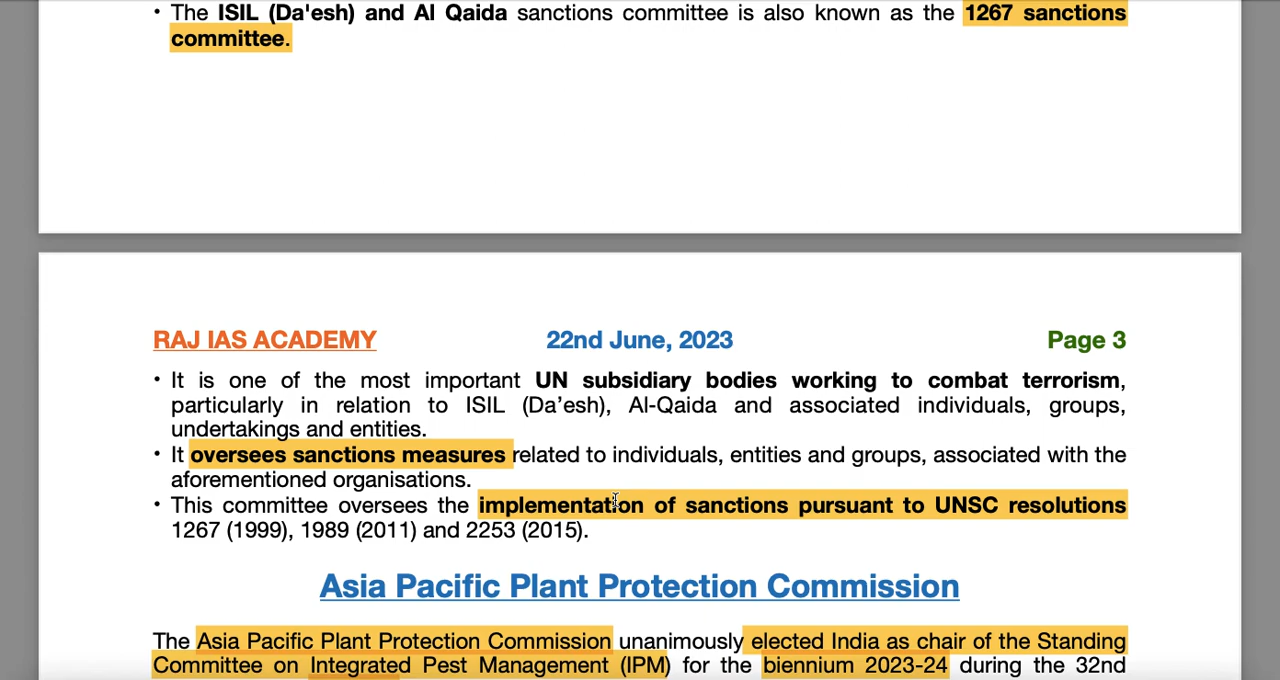 • The ISIL (Da'esh) and Al Qaida sanctions committee is also known as the 1267 sanctions
committee.
RAJ IAS ACADEMY 22nd June, 2023 Page 3
• It is one of the most important UN subsidiary bodies working to combat terrorism,
particularly in relation to ISIL (Da’esh), Al-Qaida and associated individuals, groups,
undertakings and entities.
• It oversees sanctions measures related to individuals, entities and groups, associated with the
aforementioned organisations.
• This committee oversees the implementation of sanctions pursuant to UNSC resolutions
1267 (1999), 1989 (2011) and 2253 (2015).
Asia Pacific Plant Protection Commission
The Asia Pacific Plant Protection Commission unanimously elected India as chair of the Standing
Committee on Integrated Pest Management (IPM) for the biennium 2023-24 during the 32nd